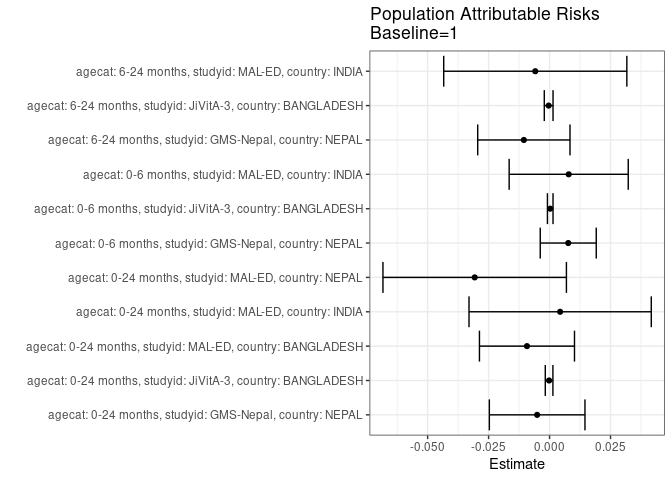 Population Attributable Risks
Baseline=1
agecat: 6-24 months, studyid: MAL-ED, country: INDIA
agecat: 6-24 months, studyid: JiVitA-3, country: BANGLADESH
agecat: 6-24 months, studyid: GMS-Nepal, country: NEPAL
agecat: 0-6 months, studyid: MAL-ED, country: INDIA
agecat: 0-6 months, studyid: JiVitA-3, country: BANGLADESH
agecat: 0-6 months, studyid: GMS-Nepal, country: NEPAL
agecat: 0-24 months, studyid: MAL-ED, country: NEPAL
agecat: 0-24 months, studyid: MAL-ED, country: INDIA
agecat: 0-24 months, studyid: MAL-ED, country: BANGLADESH
agecat: 0-24 months, studyid: JiVitA-3, country: BANGLADESH
agecat: 0-24 months, studyid: GMS-Nepal, country: NEPAL
-0.050 -0.025 0.000 0.025
Estimate